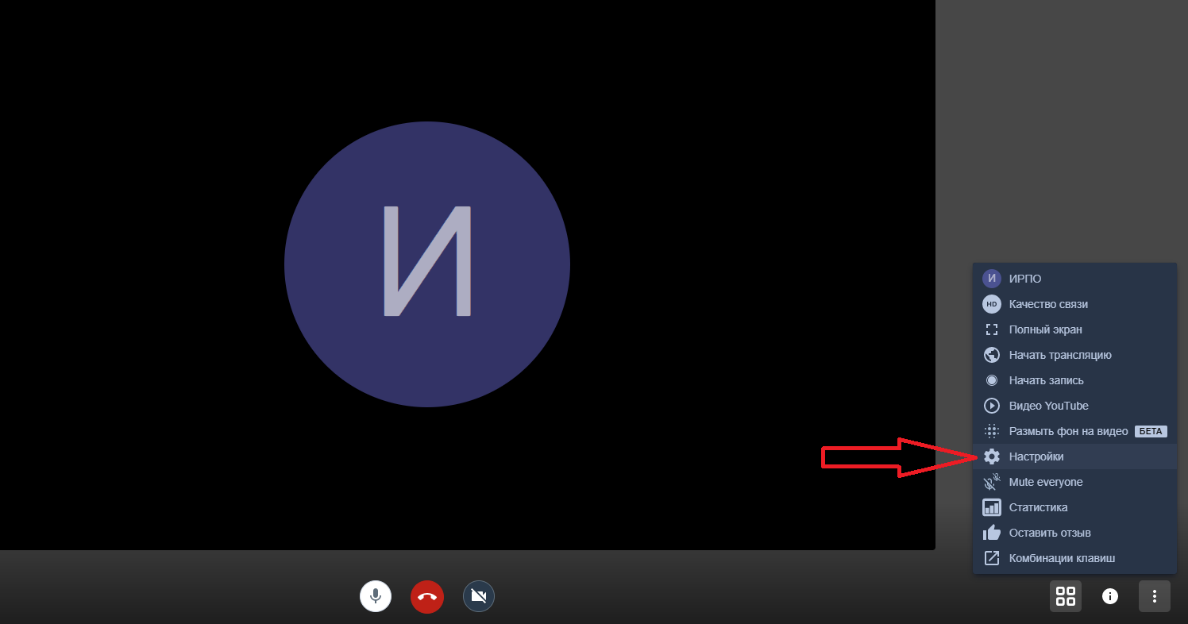 И
И ИРПО
HD Качество связи
Полный экран
Начать трансляцию
Начать запись
Видео YouTube
Размыть фон на видео БЕТА
Настройки
Mute everyone
Статистика
Оставить отзыв
Комбинации клавиш